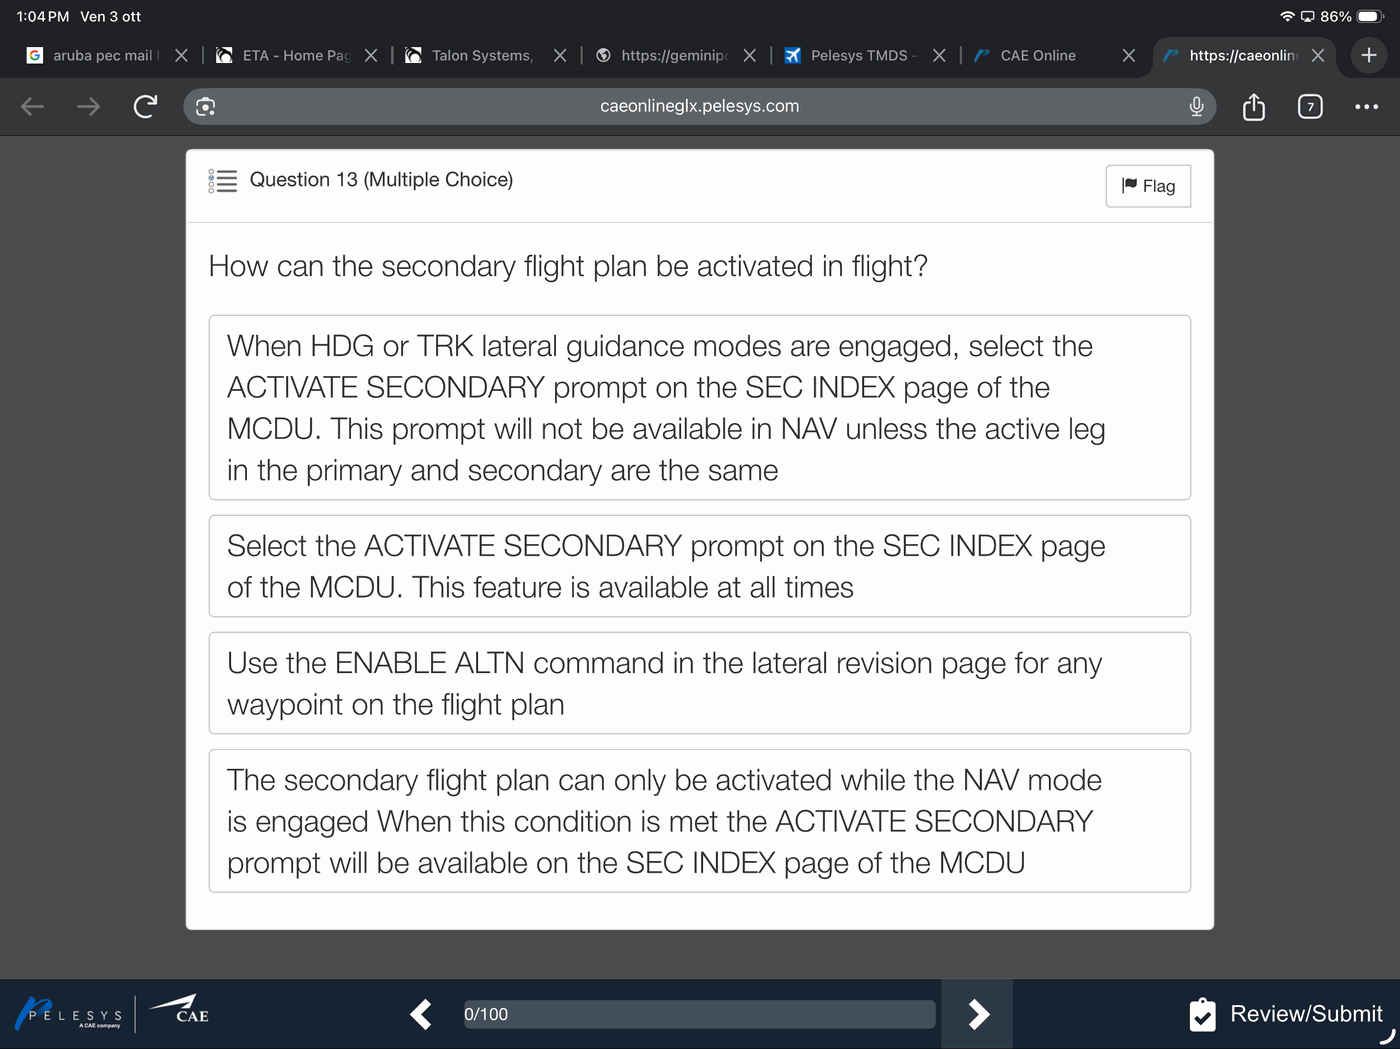 1:04 PM Ven 3 ott 86%
aruba pec mail ETA - Home Pag Talon Systems, https://geminipo Pelesys TMDS - CAE Online https://caeonline
caeonlineglx.pelesys.com 7
Question 13 (Multiple Choice)
Flag
How can the secondary flight plan be activated in flight?
When HDG or TRK lateral guidance modes are engaged, select the
ACTIVATE SECONDARY prompt on the SEC INDEX page of the
MCDU. This prompt will not be available in NAV unless the active leg
in the primary and secondary are the same
Select the ACTIVATE SECONDARY prompt on the SEC INDEX page
of the MCDU. This feature is available at all times
Use the ENABLE ALTN command in the lateral revision page for any
waypoint on the flight plan
The secondary flight plan can only be activated while the NAV mode
is engaged When this condition is met the ACTIVATE SECONDARY
prompt will be available on the SEC INDEX page of the MCDU
PELESYS
A CAE company
CAE
0/100
Review/Submit